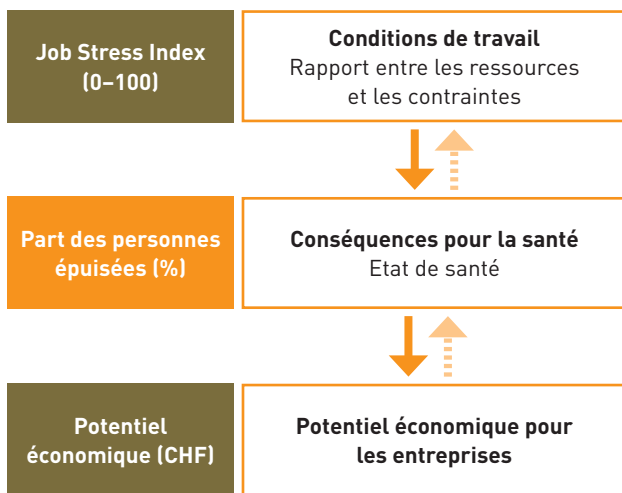 Job Stress Index
(0–100)
Conditions de travail
Rapport entre les ressources
et les contraintes
Part des personnes
épuisées (%)
Conséquences pour la santé
Etat de santé
Potentiel
économique (CHF)
Potentiel économique pour
les entreprises